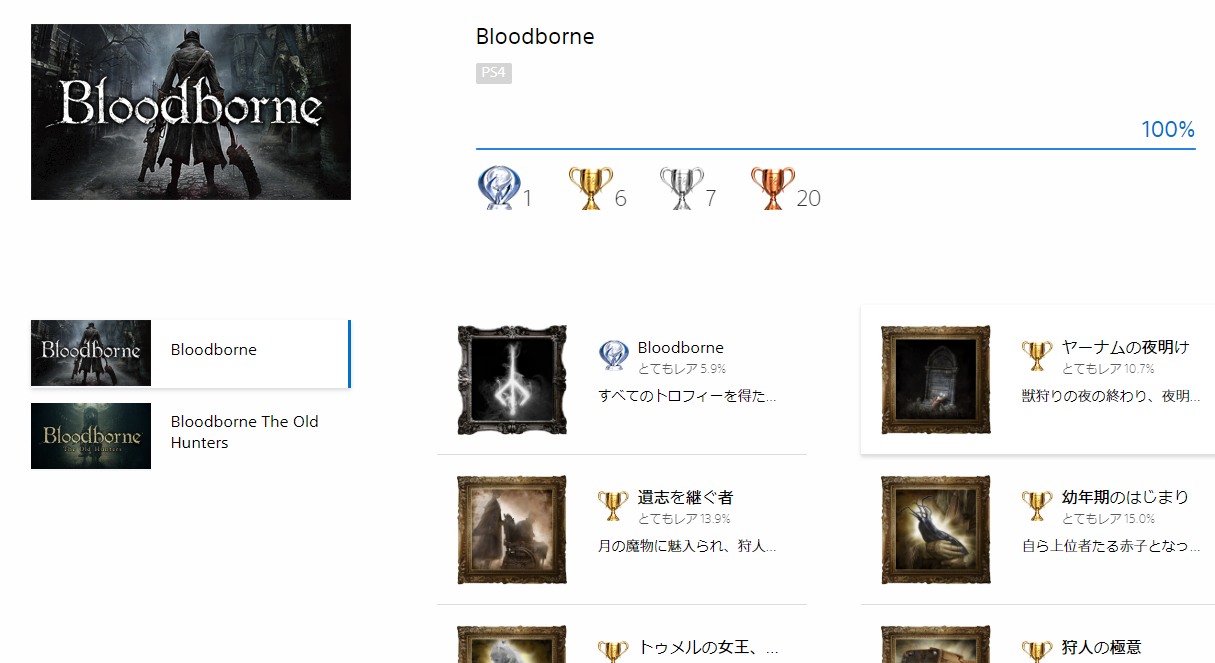 Bloodborne
Bloodborne
PS4
100%
1 6 7 20
Bloodborne
Bloodborne
Bloodborne
The Old Hunters
Bloodborne The Old
Hunters
Bloodborne
とてもレア 5.9%
すべてのトロフィーを得た...
ヤーナムの夜明け
とてもレア 10.7%
獣狩りの夜の終わり、夜明...
遺志を継ぐ者
とてもレア 13.9%
月の魔物に魅入られ、狩人...
幼年期のはじまり
とてもレア 15.0%
自ら上位者たる赤子となっ...
トゥメルの女王、...
狩人の極意